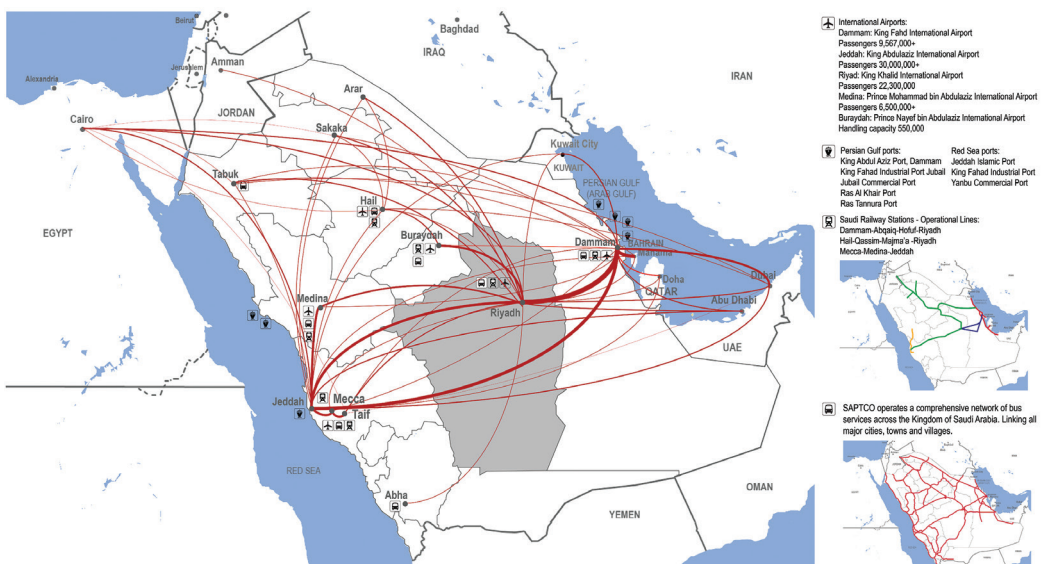 Beirut
Baghdad
IRAQ
IRAN
Amman
Jerusalem
Alexandria
Arar
JORDAN
Cairo
Sakaka
Kuwait City
KUWAIT
Tabuk
PERSIAN GULF
(ARAB GULF)
Hail
EGYPT
Buraydah
Dammam
BAHRAIN
Manama
Doha
QATAR
Dubai
Abu Dhabi
Medina
Riyadh
UAE
Jeddah
Mecca
Taif
RED SEA
Abha
OMAN
YEMEN
International Airports:
Dammam: King Fahd International Airport
Passengers 9,567,000+
Jeddah: King Abdulaziz International Airport
Passengers 30,000,000+
Riyad: King Khalid International Airport
Passengers 22,300,000
Medina: Prince Mohammad bin Abdulaziz International Airport
Passengers 6,500,000+
Buraydah: Prince Nayef bin Abdulaziz International Airport
Handling capacity 550,000
Persian Gulf ports:
King Abdul Aziz Port, Dammam
King Fahad Industrial Port Jubail
Jubail Commercial Port
Ras Al Khair Port
Ras Tannura Port
Red Sea ports:
Jeddah Islamic Port
King Fahad Industrial Port
Yanbu Commercial Port
Saudi Railway Stations - Operational Lines:
Dammam-Abqaiq-Hofuf-Riyadh
Hail-Qassim-Majma'a -Riyadh
Mecca-Medina-Jeddah
SAPTCO operates a comprehensive network of bus
services across the Kingdom of Saudi Arabia. Linking all
major cities, towns and villages.